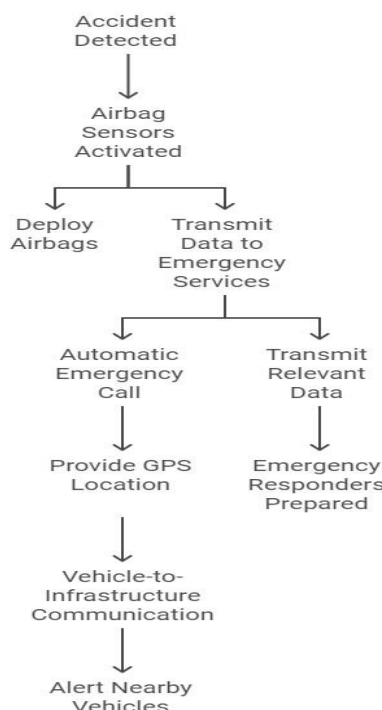 Accident
Detected
Airbag
Sensors
Activated
Deploy
Airbags
Transmit
Data to
Emergency
Services
Automatic
Emergency
Call
Transmit
Relevant
Data
Provide GPS
Location
Emergency
Responders
Prepared
Vehicle-to-
Infrastructure
Communication
Alert Nearby
Vehicles